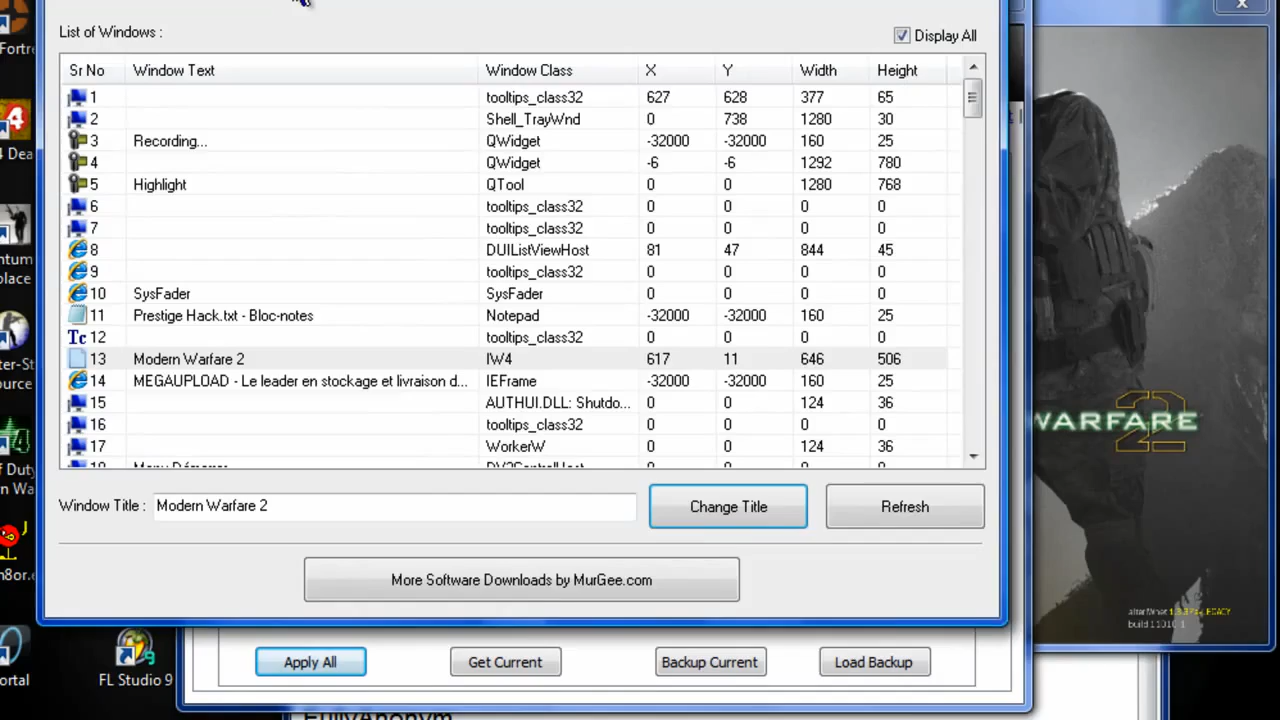 List of Windows :
Display All
Sr No Window Text Window Class X Y Width Height
1 tooltips_class32 627 628 377 65
2 Shell_TrayWnd 0 738 1280 30
3 Recording... QWidget -32000 -32000 160 25
4 QWidget -6 -6 1292 780
5 Highlight QTool 0 0 1280 768
6 tooltips_class32 0 0 0 0
7 tooltips_class32 0 0 0 0
8 DUIListViewHost 81 47 844 45
9 tooltips_class32 0 0 0 0
10 SysFader SysFader 0 0 0 0
11 Prestige Hack.txt - Bloc-notes Notepad -32000 -32000 160 25
Tc 12 tooltips_class32 0 0 0 0
13 Modern Warfare 2 IW4 617 11 646 506
14 MEGAUPLOAD - Le leader en stockage et livraison d... IEFrame -32000 -32000 160 25
15 AUTHUI.DLL: Shutdo... 0 0 124 36
16 tooltips_class32 0 0 0 0
17 WorkerW 0 0 124 36
Window Title : Modern Warfare 2
Change Title
Refresh
More Software Downloads by MurGee.com
Apply All
Get Current
Backup Current
Load Backup
FL Studio 9
WARFARE
2
build 11010.1